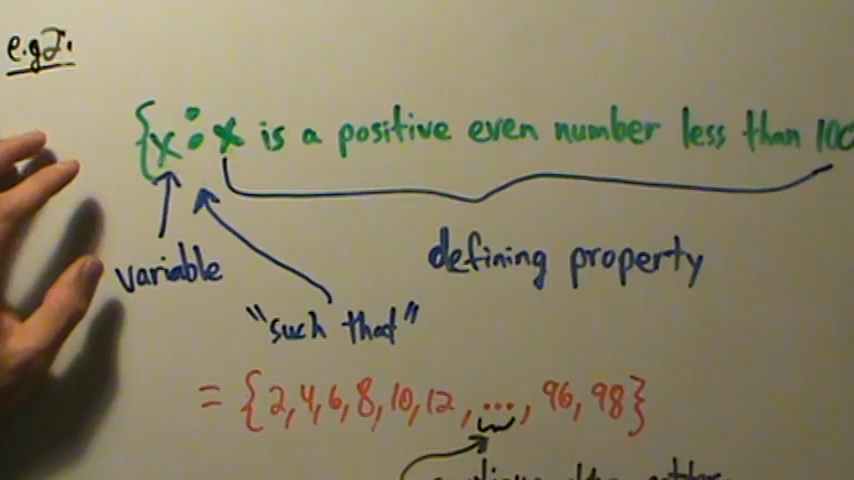 e.g 2.
{x : x is a positive even number less than 100
variable
defining property
"such that"
= {2,4,6,8,10,12,...,96,98}